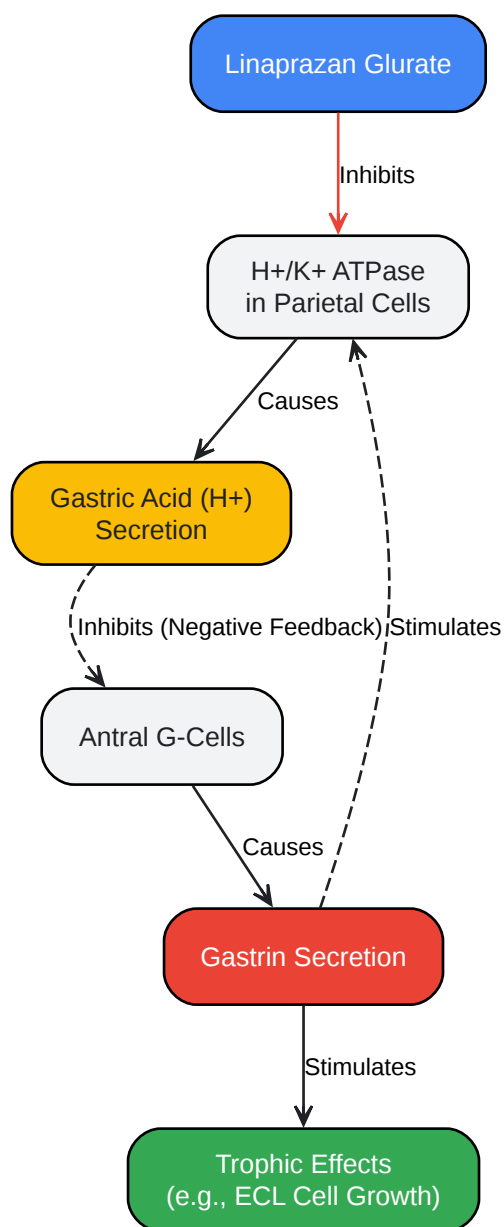 Linaprazan Glurate
Inhibits
H+/K+ ATPase
in Parietal Cells
Causes
Gastric Acid (H+)
Secretion
Inhibits (Negative Feedback)
Stimulates
Antral G-Cells
Causes
Gastrin Secretion
Stimulates
Trophic Effects
(e.g., ECL Cell Growth)